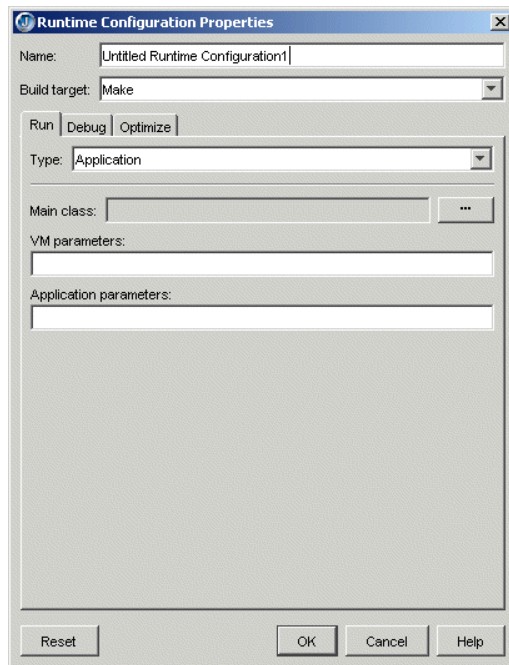 Runtime Configuration Properties
Name: Untitled Runtime Configuration1
Build target: Make
Run Debug Optimize
Type: Application
Main class: ...
VM parameters:
Application parameters:
Reset OK Cancel Help